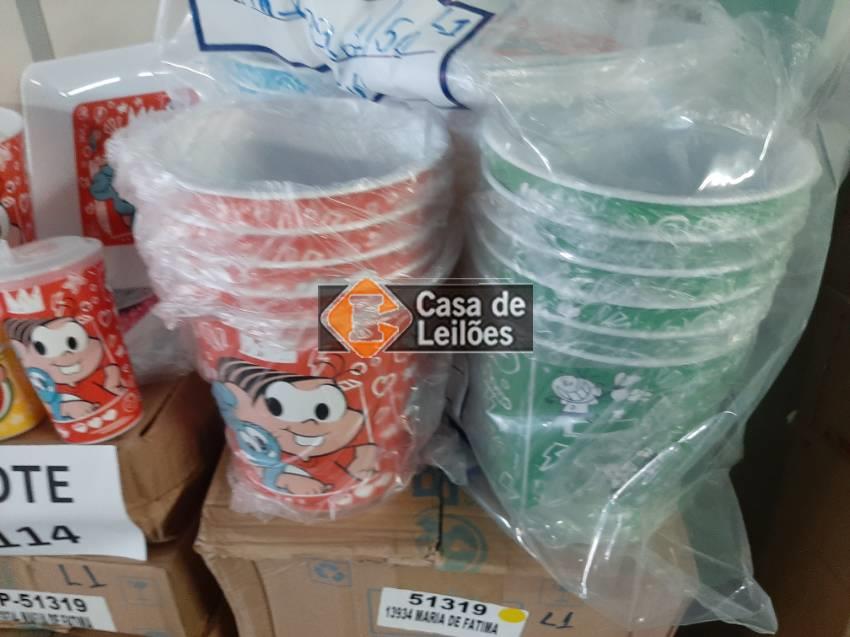 Casa de
Leilões
OTE
114
L1
P-51319
51319
13934 MARIA DE FATIMA
L1